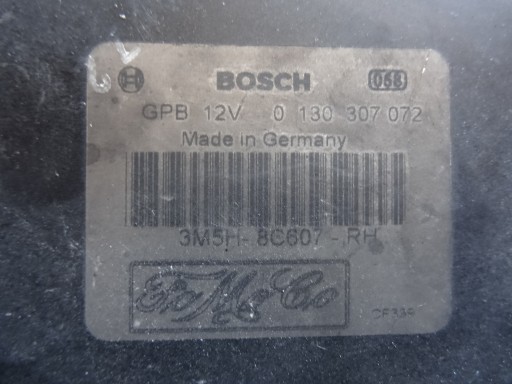 BOSCH 068
GPB 12V 0 130 307 072
Made in Germany
3M5H- 8C607 - RH
FoMoCo